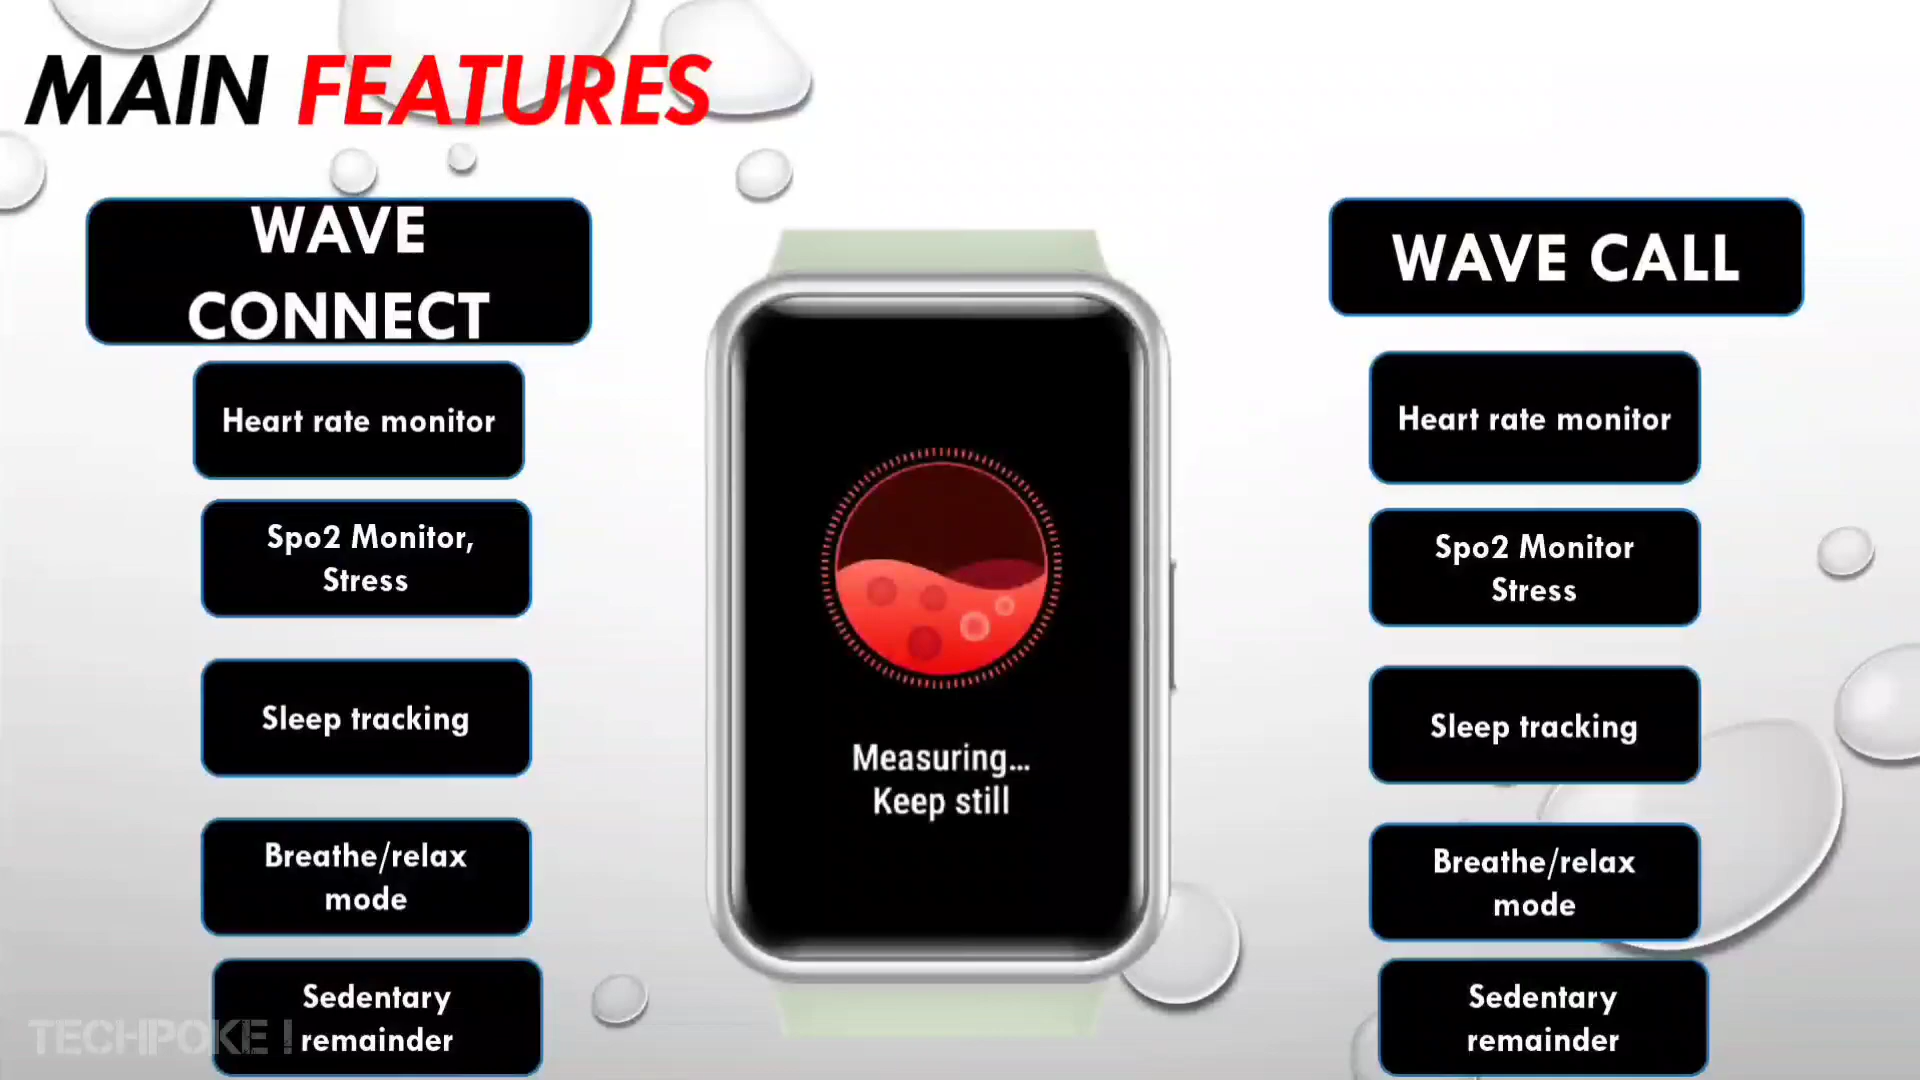 MAIN FEATURES
WAVE
CONNECT
Heart rate monitor
Spo2 Monitor,
Stress
Sleep tracking
Breathe/relax
mode
Sedentary
remainder
Measuring...
Keep still
WAVE CALL
Heart rate monitor
Spo2 Monitor
Stress
Sleep tracking
Breathe/relax
mode
Sedentary
remainder
TECHPOKE !